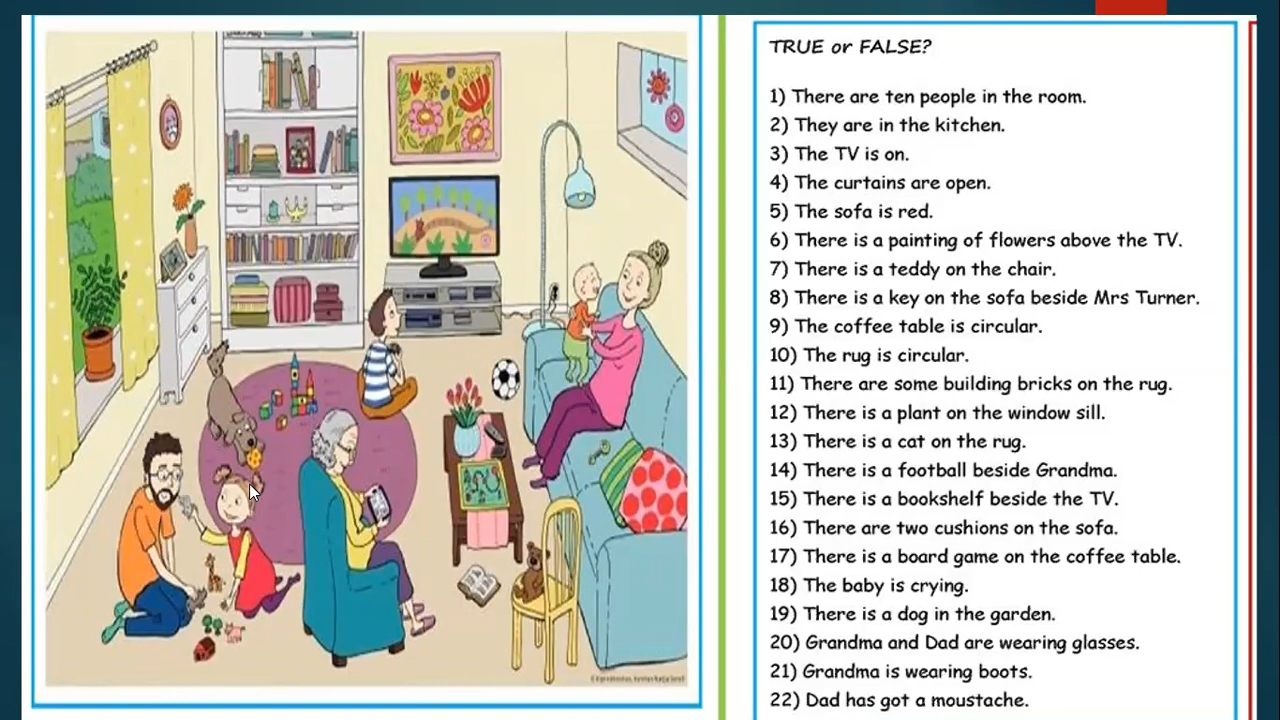 TRUE or FALSE?
1) There are ten people in the room.
2) They are in the kitchen.
3) The TV is on.
4) The curtains are open.
5) The sofa is red.
6) There is a painting of flowers above the TV.
7) There is a teddy on the chair.
8) There is a key on the sofa beside Mrs Turner.
9) The coffee table is circular.
10) The rug is circular.
11) There are some building bricks on the rug.
12) There is a plant on the window sill.
13) There is a cat on the rug.
14) There is a football beside Grandma.
15) There is a bookshelf beside the TV.
16) There are two cushions on the sofa.
17) There is a board game on the coffee table.
18) The baby is crying.
19) There is a dog in the garden.
20) Grandma and Dad are wearing glasses.
21) Grandma is wearing boots.
22) Dad has got a moustache.